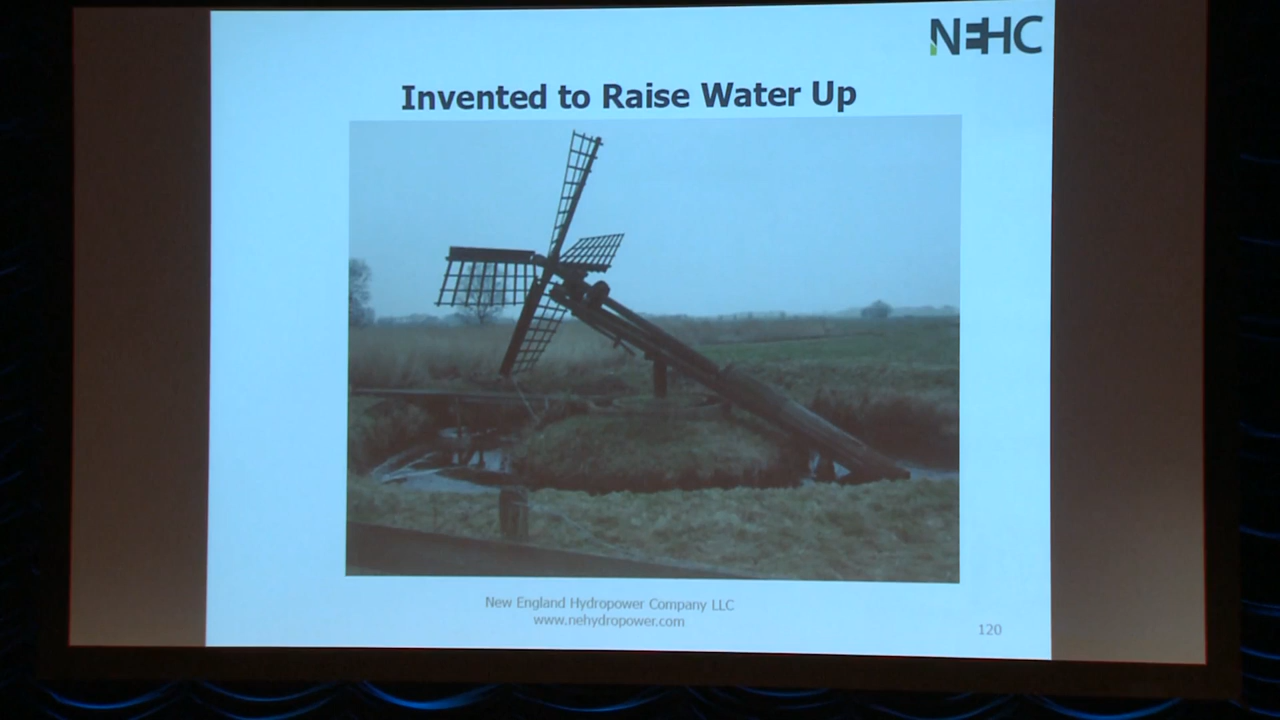 NEHC
Invented to Raise Water Up
New England Hydropower Company LLC
www.nehydropower.com
120